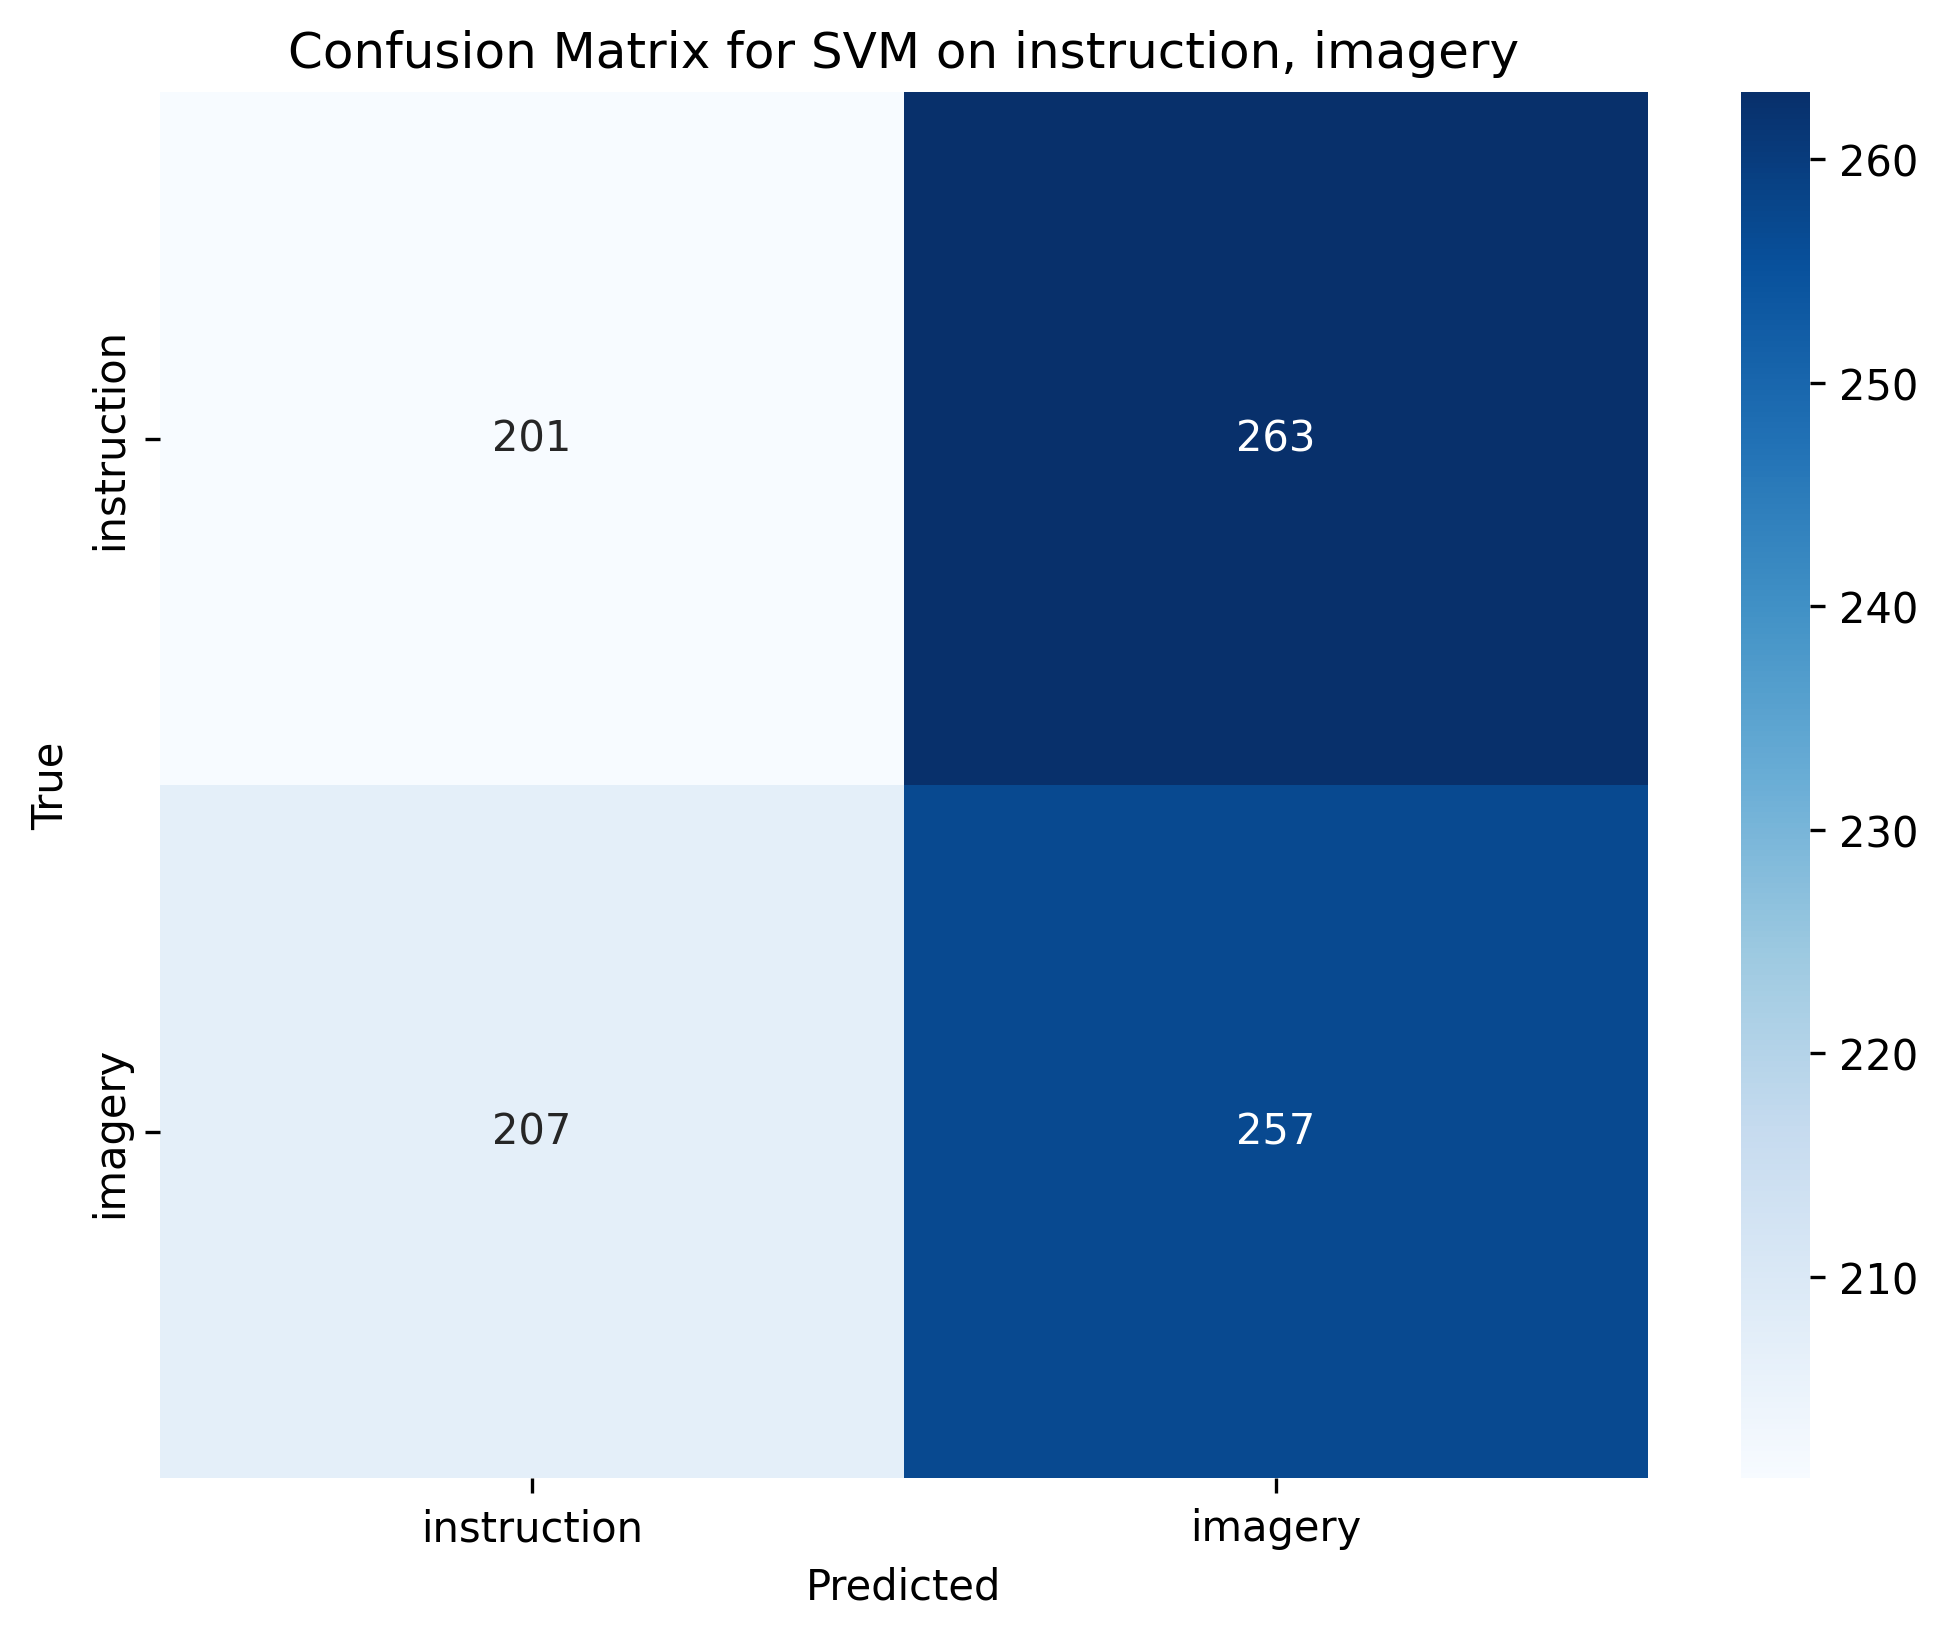 Confusion Matrix for SVM on instruction, imagery
instruction
201
263
imagery
207
257
True
instruction
imagery
Predicted
260
250
240
230
220
210